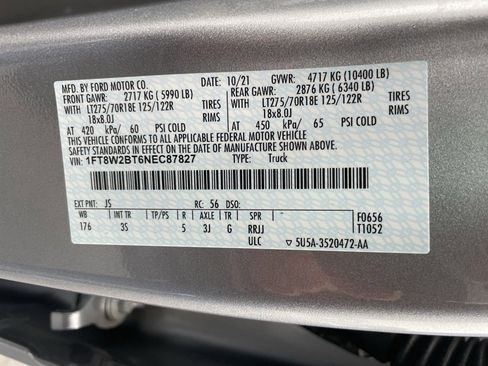 MFD. BY FORD MOTOR CO. 10/21 GVWR: 4717 KG (10400 LB)
FRONT GAWR: 2717 KG (5990 LB) REAR GAWR: 2876 KG (6340 LB)
LT275/70R18E 125/122R TIRES LT275/70R18E 125/122R TIRES
18x8.0J RIMS 18x8.0J RIMS
AT 420 kPa/ 60 PSI COLD AT 450 kPa/ 65 PSI COLD
THIS VEHICLE CONFORMS TO ALL APPLICABLE FEDERAL MOTOR VEHICLE
SAFETY STANDARDS IN EFFECT ON THE DATE OF MANUFACTURE SHOWN ABOVE.
VIN: 1FT8W2BT6NEC87827 TYPE: Truck
EXT PNT: JS RC: 56 DSO:
WB INT TR TP/PS R AXLE TR SPR F0656
176 3S 5 3J G RRJJ T1052
ULC 5U5A-3520472-AA